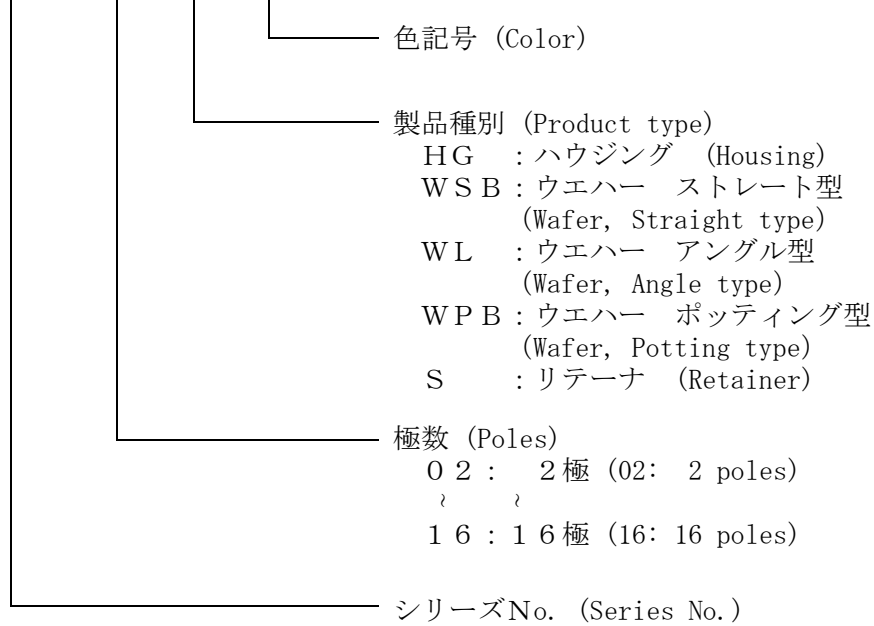 色記号 (Color)
製品種別 (Product type)
ＨＧ　：ハウジング　(Housing)
ＷＳＢ：ウエハー　ストレート型
(Wafer, Straight type)
ＷＬ　：ウエハー　アングル型
(Wafer, Angle type)
ＷＰＢ：ウエハー　ポッティング型
(Wafer, Potting type)
Ｓ　　：リテーナ　(Retainer)
極数 (Poles)
０２：　２極 (02: 2 poles)
～　　～
１６：１６極 (16: 16 poles)
シリーズNo. (Series No.)